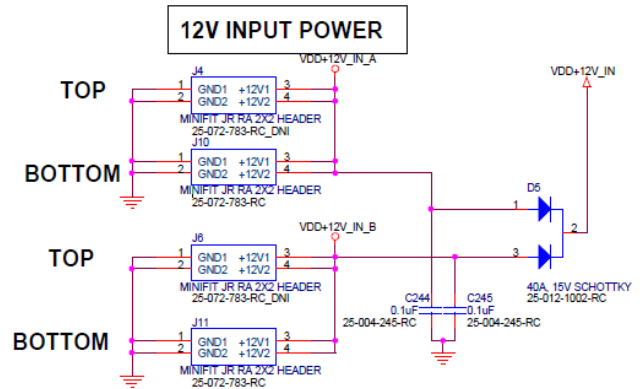 12V INPUT POWER
VDD+12V_IN_A
VDD+12V_IN
TOP
J4
1 GND1 +12V1 3
2 GND2 +12V2 4
MINIFIT JR RA 2X2 HEADER
25-072-783-RC_DNI
BOTTOM
J10
1 GND1 +12V1 3
2 GND2 +12V2 4
MINIFIT JR RA 2X2 HEADER
25-072-783-RC
D5
1
2
3
40A, 15V SCHOTTKY
25-012-1002-RC
VDD+12V_IN_B
TOP
J6
1 GND1 +12V1 3
2 GND2 +12V2 4
MINIFIT JR RA 2X2 HEADER
25-072-783-RC_DNI
C244
0.1uF
25-004-245-RC
C245
0.1uF
25-004-245-RC
BOTTOM
J11
1 GND1 +12V1 3
2 GND2 +12V2 4
MINIFIT JR RA 2X2 HEADER
25-072-783-RC